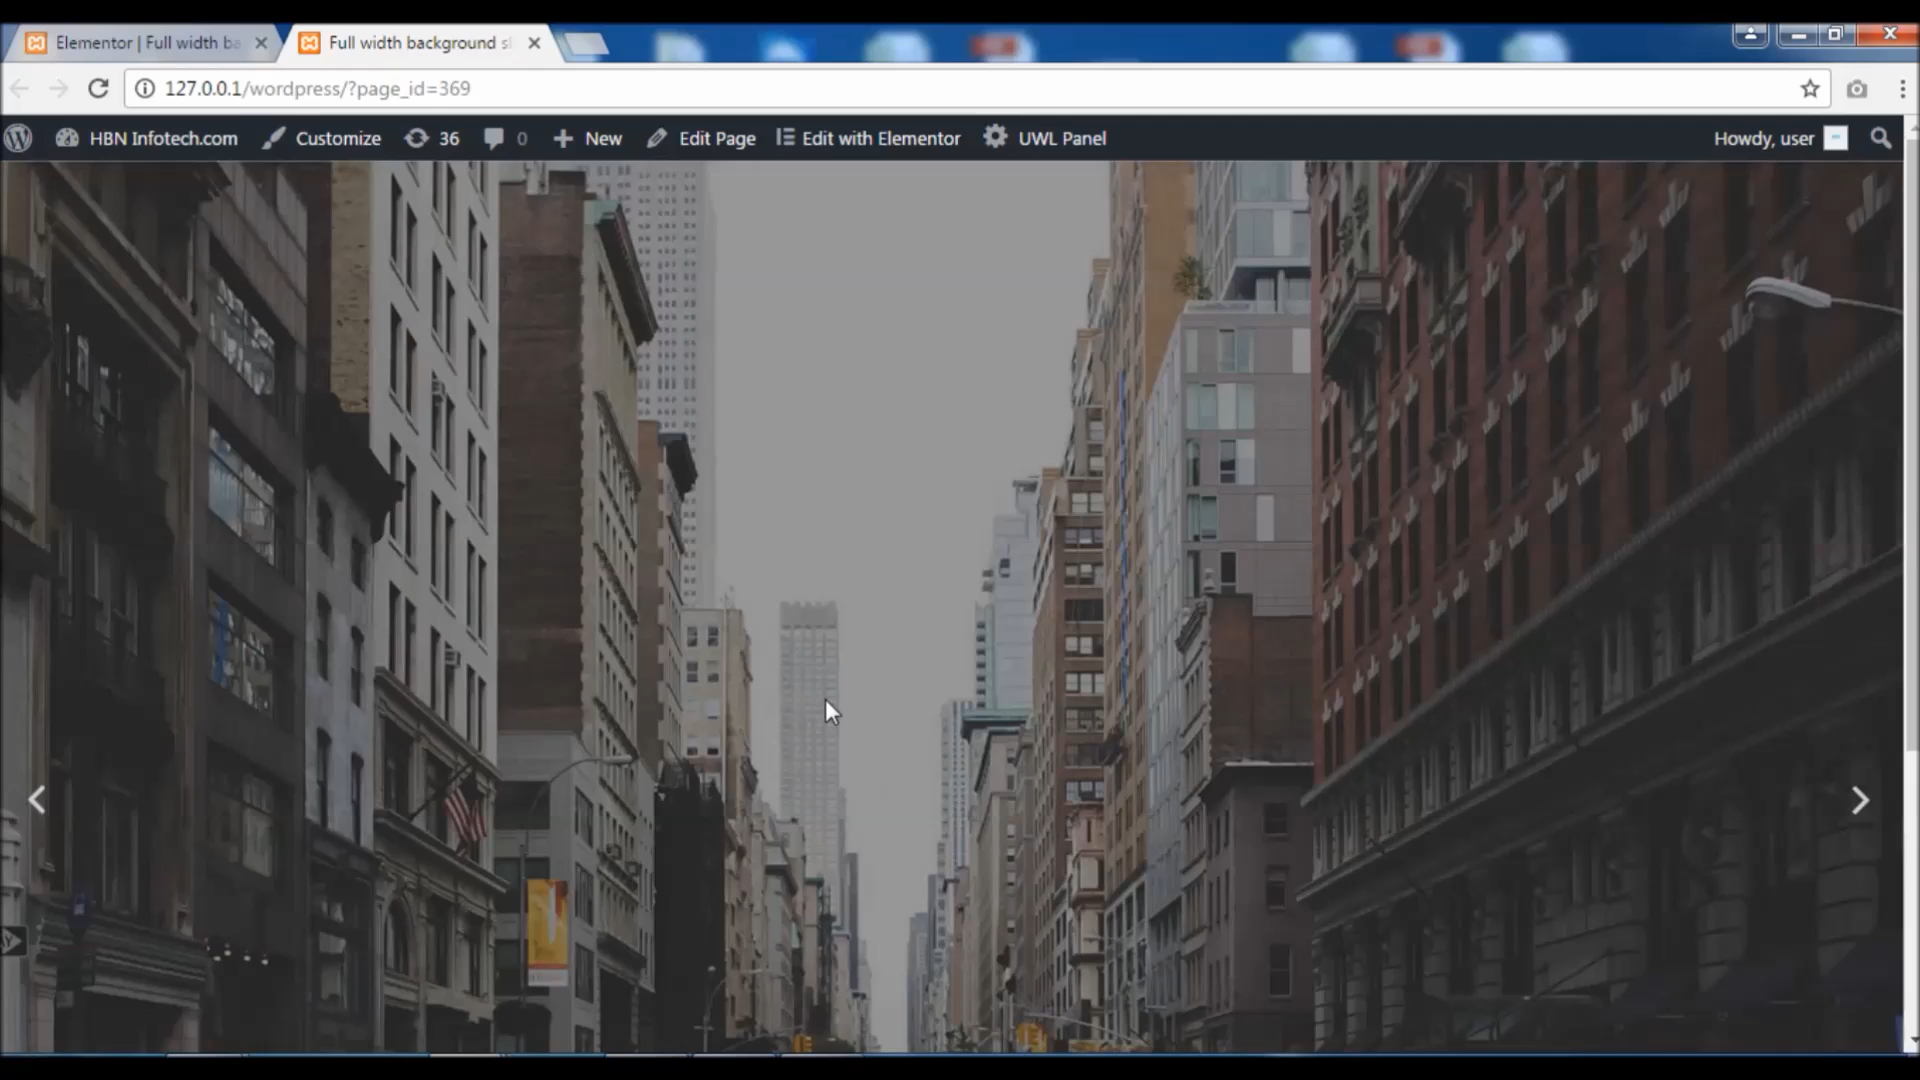 Elementor | Full width ba
Full width background s
127.0.0.1/wordpress/?page_id=369
HBN Infotech.com Customize 36 0 New Edit Page Edit with Elementor UWL Panel Howdy, user